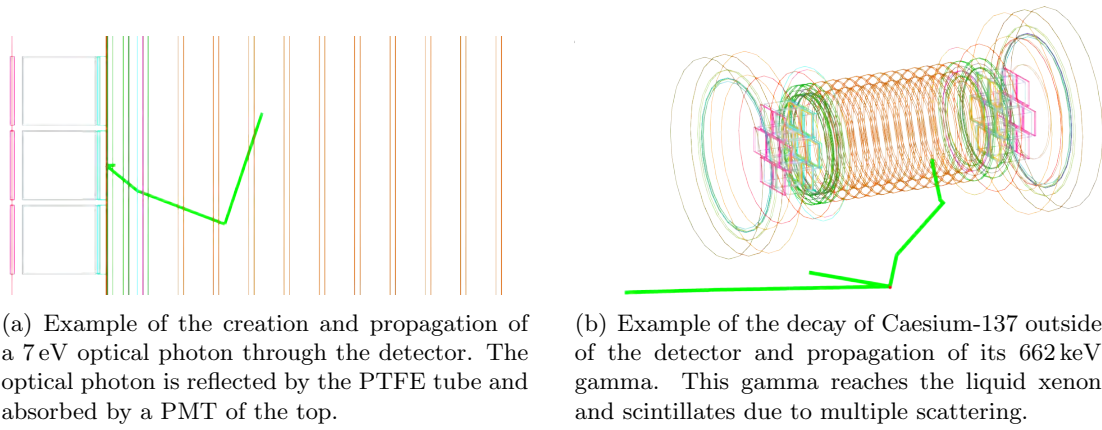 (a) Example of the creation and propagation of
a 7 eV optical photon through the detector. The
optical photon is reflected by the PTFE tube and
absorbed by a PMT of the top.
(b) Example of the decay of Caesium-137 outside
of the detector and propagation of its 662 keV
gamma. This gamma reaches the liquid xenon
and scintillates due to multiple scattering.